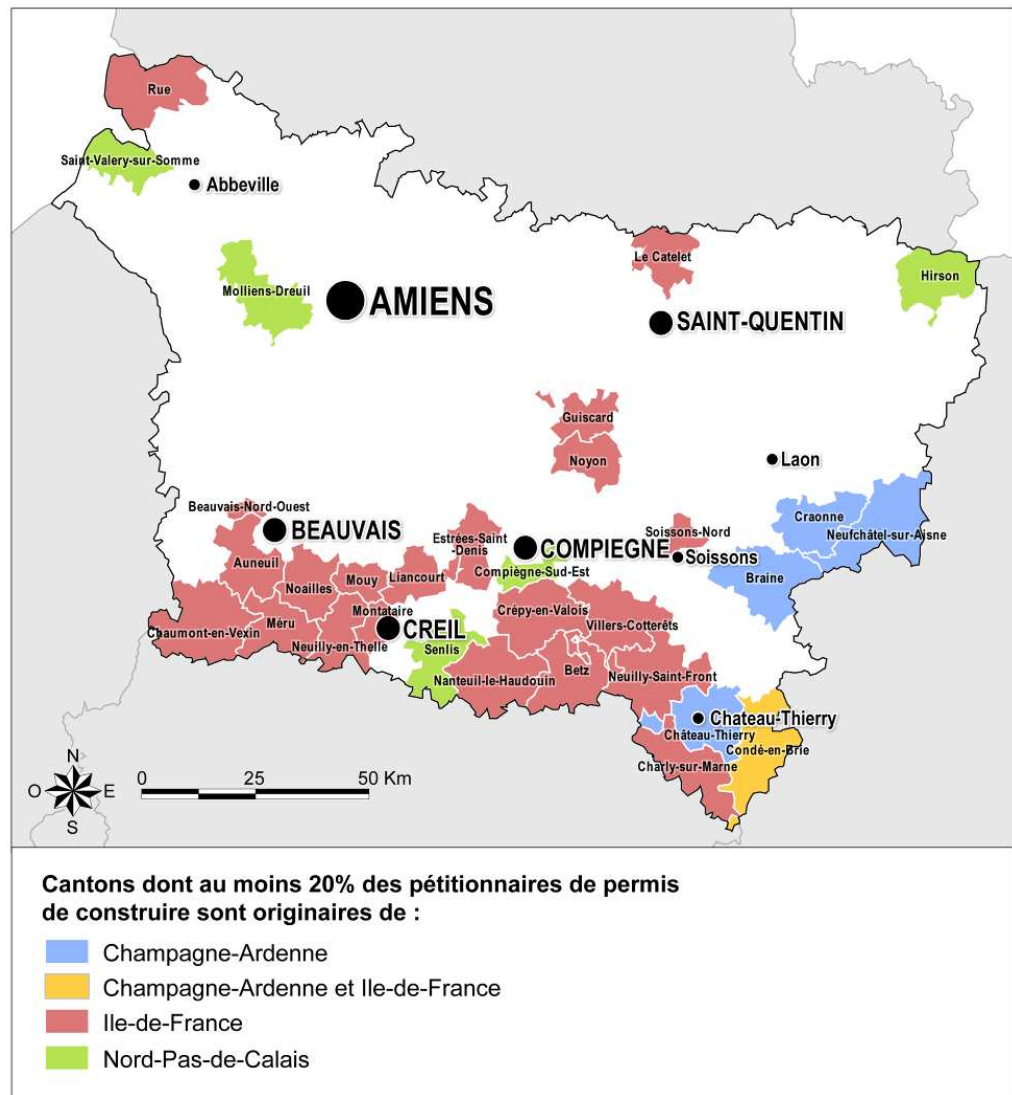 Rue
Saint-Valery-sur-Somme
Abbeville
Le Catelet
Hirson
Molliens-Dreuil
AMIENS
SAINT-QUENTIN
Guiscard
Noyon
Laon
Beauvais-Nord-Ouest
BEAUVAIS
Craonne
Neufchâtel-sur-Aisne
Estrées-Saint
-Denis
COMPIEGNE
Soissons-Nord
Soissons
Auneuil
Noailles
Mouy
Liancourt
Compiègne-Sud-Est
Braine
Chaumont-en-Vexin
Méru
Montataire
CREIL
Neuilly-en-Thelle
Senlis
Crépy-en-Valois
Villers-Cotterêts
Nanteuil-le-Haudouin
Betz
Neuilly-Saint-Front
Chateau-Thierry
Château-Thierry
Condé-en-Brie
Charly-sur-Marne
N
O
E
S
0 25 50 Km
Cantons dont au moins 20% des pétitionnaires de permis
de construire sont originaires de :
Champagne-Ardenne
Champagne-Ardenne et Ile-de-France
Ile-de-France
Nord-Pas-de-Calais